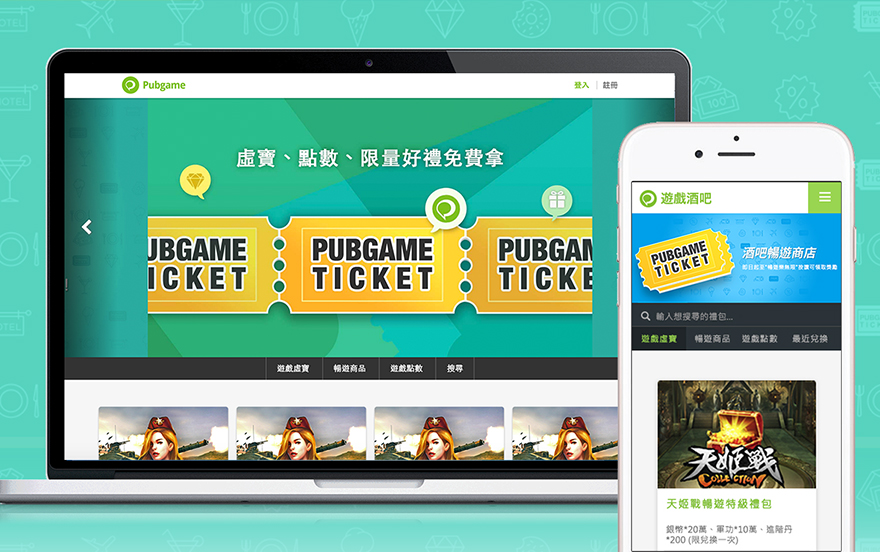 Pubgame
登入 | 註冊
虛寶、點數、限量好禮免費拿
UBGAME
ICKET
PUBGAME
TICKET
PUBGAM
TICKE
遊戲虛寶
暢遊商品
遊戲點數
搜尋
遊戲酒吧
PUBGAME
TICKET
酒吧暢遊商店
輸入想搜尋的禮包...
遊戲虛寶
暢遊商品
遊戲點數
最近兌換
天姬戰
COLLECTION
天姬戰暢遊特級禮包
銀幣*20萬、軍功*10萬、進階丹
*200 (限兌換一次)
HOTEL
100